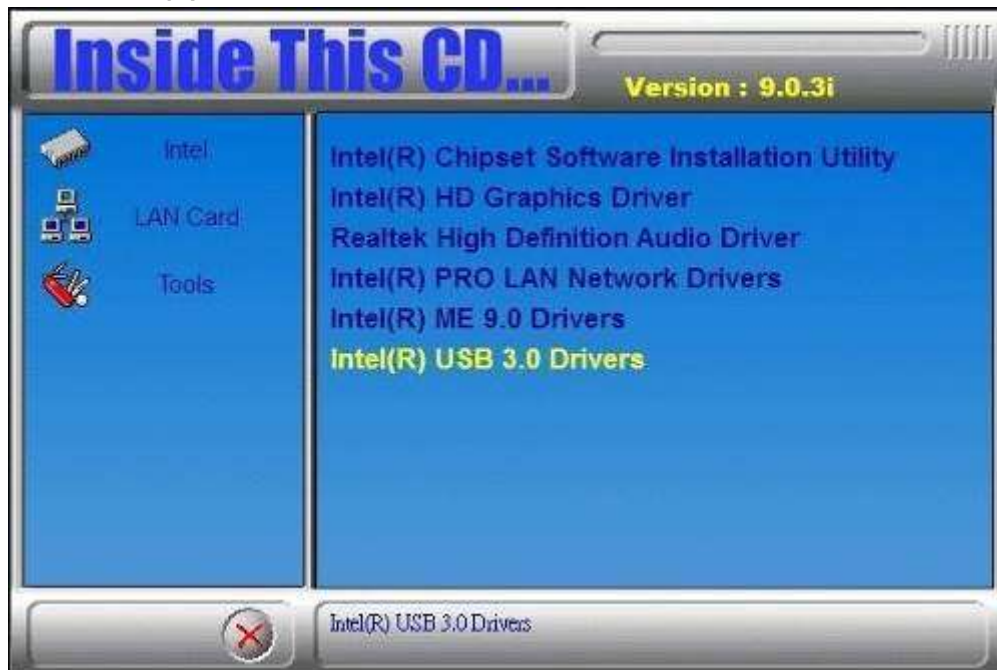 Inside This CD...
Version : 9.0.3i
Intel
LAN Card
Tools
Intel(R) Chipset Software Installation Utility
Intel(R) HD Graphics Driver
Realtek High Definition Audio Driver
Intel(R) PRO LAN Network Drivers
Intel(R) ME 9.0 Drivers
Intel(R) USB 3.0 Drivers
Intel(R) USB 3.0 Drivers